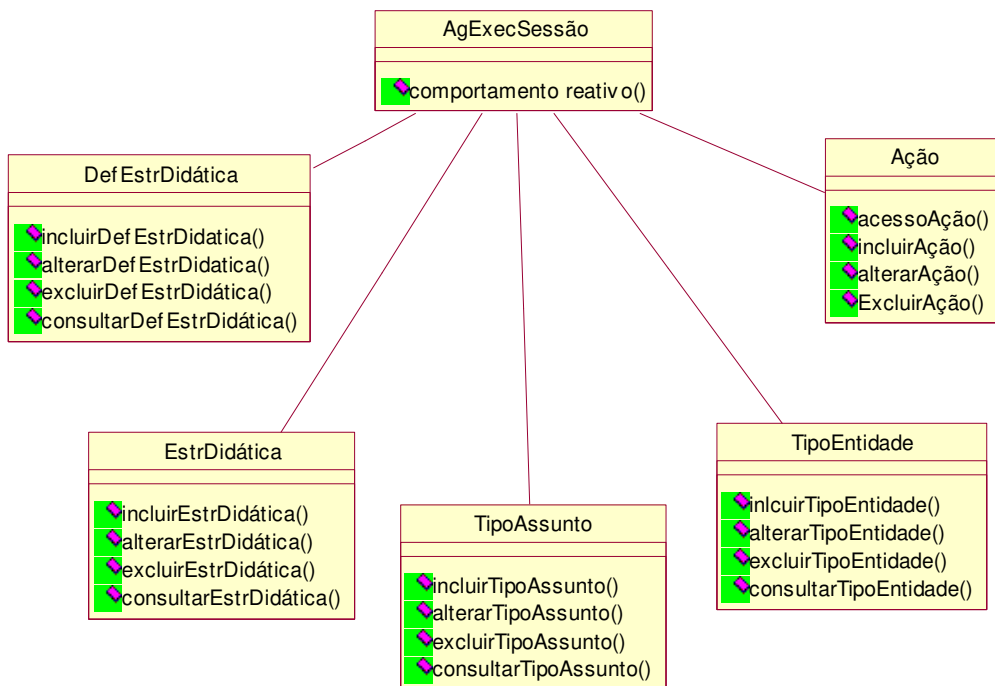 AgExecSessão
comportamento reativo()
DefEstrDidática
incluirDefEstrDidatica()
alterarDefEstrDidatica()
excluirDefEstrDidática()
consultarDefEstrDidática()
Ação
acessoAção()
incluirAção()
alterarAção()
ExcluirAção()
EstrDidática
incluirEstrDidática()
alterarEstrDidática()
excluirEstrDidática()
consultarEstrDidática()
TipoAssunto
incluirTipoAssunto()
alterarTipoAssunto()
excluirTipoAssunto()
consultarTipoAssunto()
TipoEntidade
inlcuirTipoEntidade()
alterarTipoEntidade()
excluirTipoEntidade()
consultarTipoEntidade()